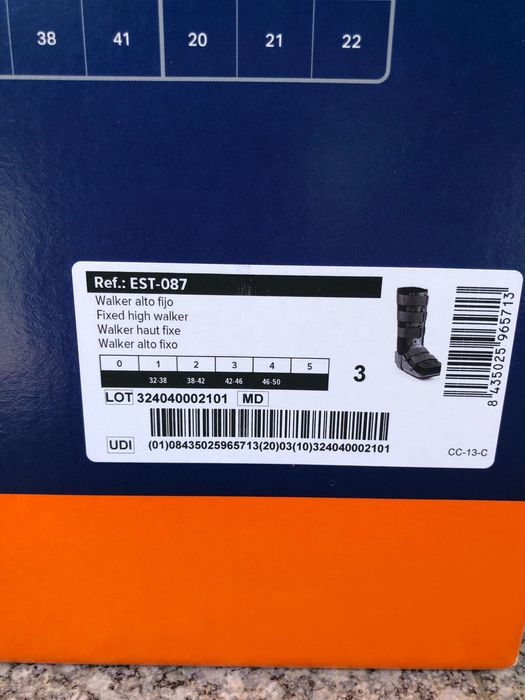 38 41 20 21 22
Ref.: EST-087
Walker alto fijo
Fixed high walker
Walker haut fixe
Walker alto fixo
0 1 2 3 4 5
32-38 38-42 42-46 46-50
3
LOT 324040002101 MD
UDI (01)08435025965713(20)03(10)324040002101
8 435025 965713
CC-13-C